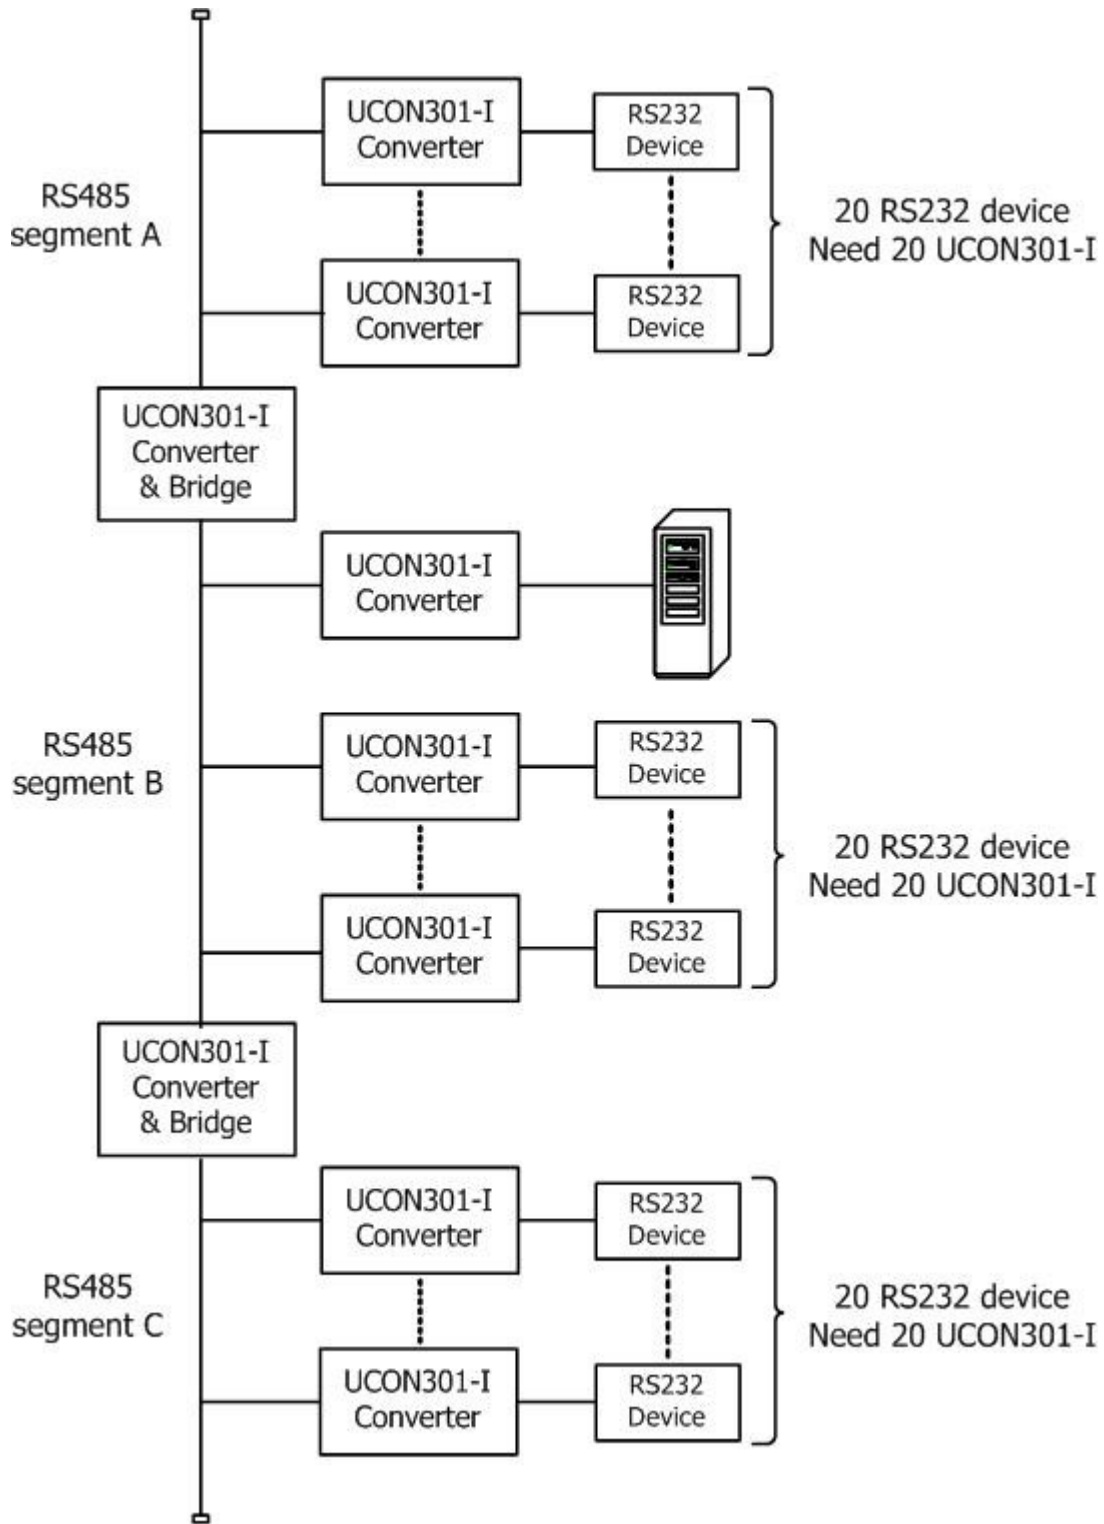 UCON301-I
Converter
RS232
Device
RS485
segment A
20 RS232 device
Need 20 UCON301-I
UCON301-I
Converter
RS232
Device
UCON301-I
Converter
& Bridge
UCON301-I
Converter
RS485
segment B
UCON301-I
Converter
RS232
Device
20 RS232 device
Need 20 UCON301-I
UCON301-I
Converter
RS232
Device
UCON301-I
Converter
& Bridge
UCON301-I
Converter
RS232
Device
RS485
segment C
20 RS232 device
Need 20 UCON301-I
UCON301-I
Converter
RS232
Device